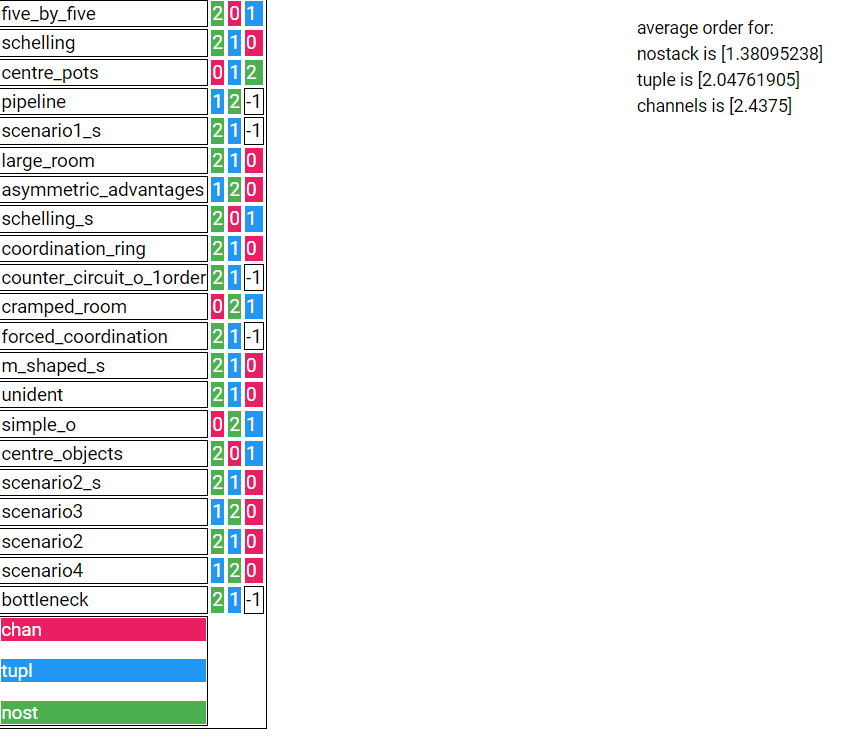 five_by_five 2 0 1
schelling 2 1 0
centre_pots 0 1 2
pipeline 1 2 -1
scenario1_s 2 1 -1
large_room 2 1 0
asymmetric_advantages 1 2 0
schelling_s 2 0 1
coordination_ring 2 1 0
counter_circuit_o_1order 2 1 -1
cramped_room 0 2 1
forced_coordination 2 1 -1
m_shaped_s 2 1 0
unident 2 1 0
simple_o 0 2 1
centre_objects 2 0 1
scenario2_s 2 1 0
scenario3 1 2 0
scenario2 2 1 0
scenario4 1 2 0
bottleneck 2 1 -1
chan
tupl
nost
average order for:
nostack is [1.38095238]
tuple is [2.04761905]
channels is [2.4375]